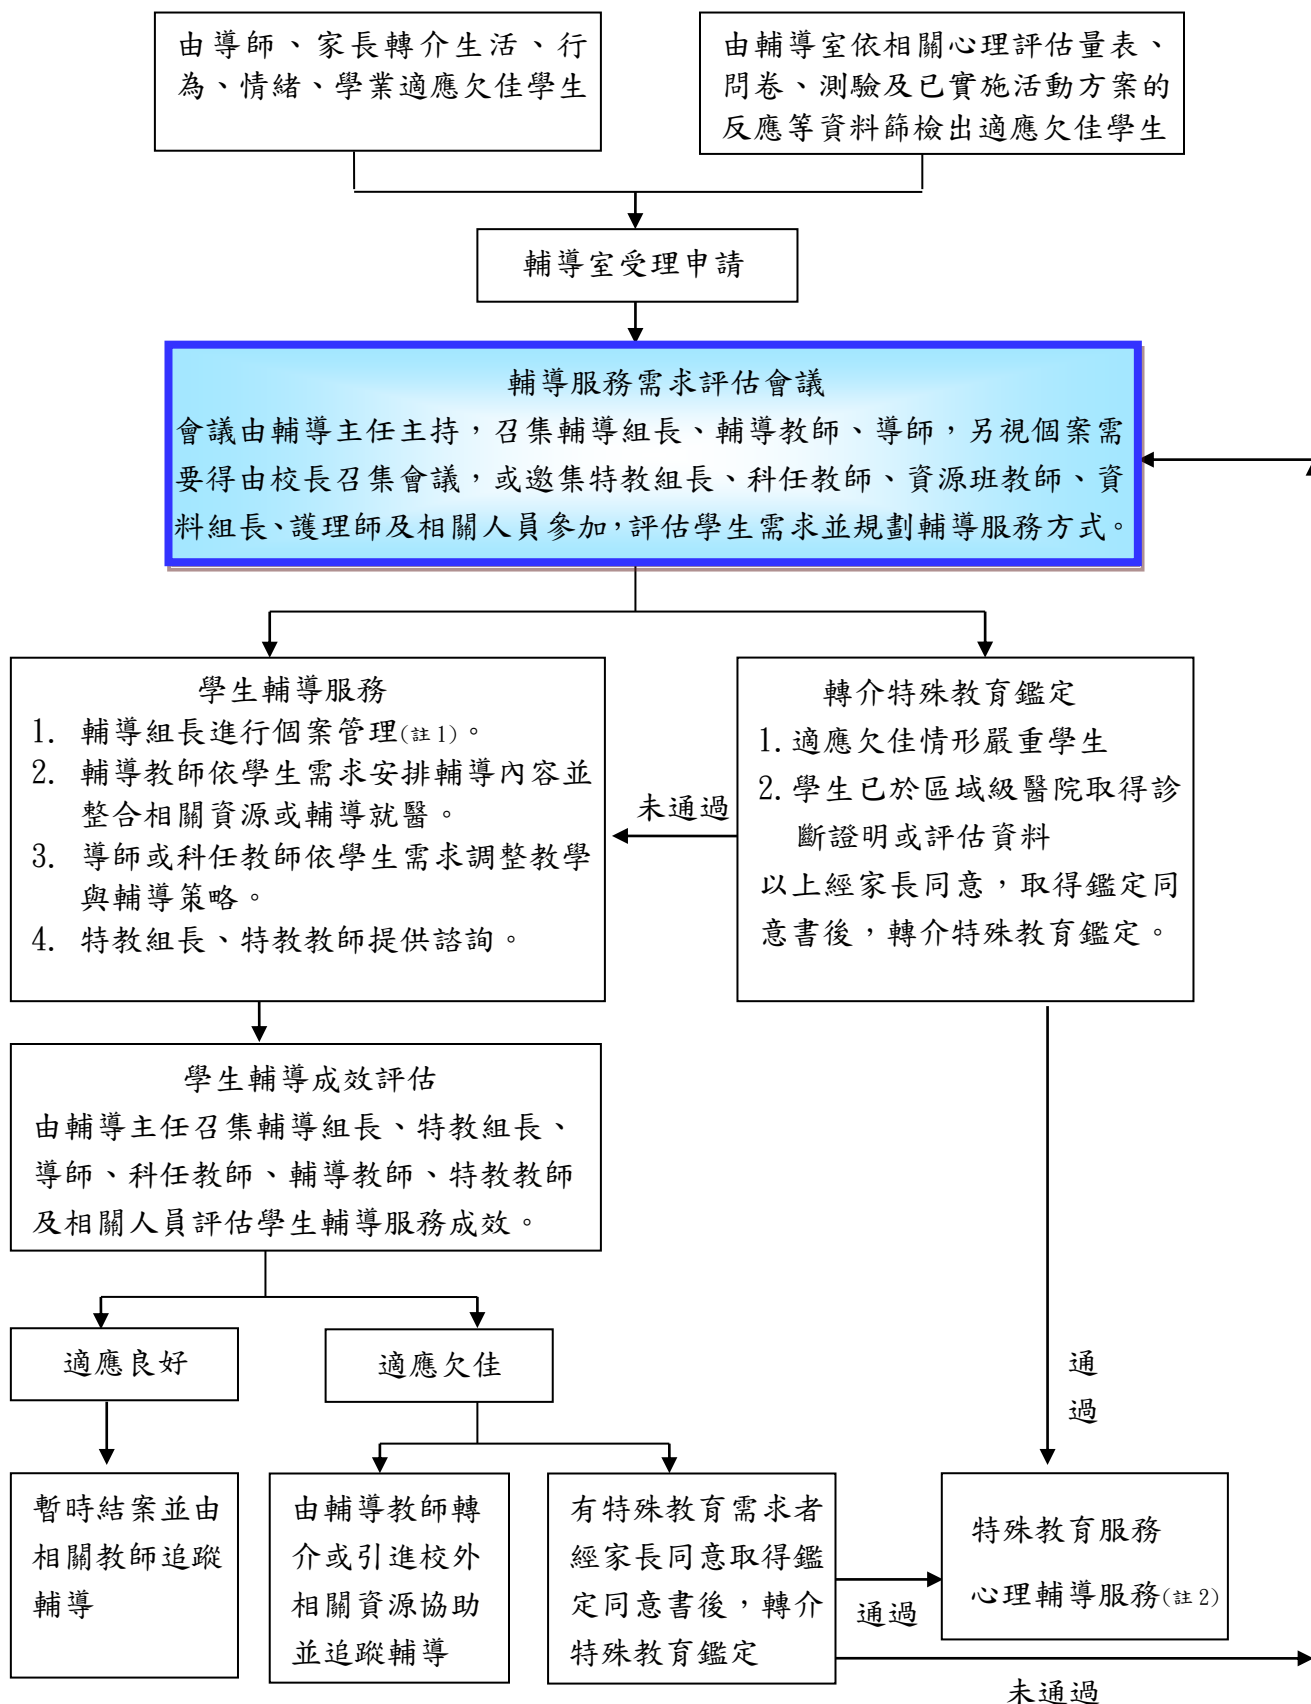 由導師、家長轉介生活、行
為、情緒、學業適應欠佳學生
由輔導室依相關心理評估量表、
問卷、測驗及已實施活動方案的
反應等資料篩檢出適應欠佳學生
輔導室受理申請
輔導服務需求評估會議
會議由輔導主任主持，召集輔導組長、輔導教師、導師，另視個案需
要得由校長召集會議，或邀集特教組長、科任教師、資源班教師、資
料組長、護理師及相關人員參加，評估學生需求並規劃輔導服務方式。
學生輔導服務
1. 輔導組長進行個案管理(註1)。
2. 輔導教師依學生需求安排輔導內容並
整合相關資源或輔導就醫。
3. 導師或科任教師依學生需求調整教學
與輔導策略。
4. 特教組長、特教教師提供諮詢。
未通過
轉介特殊教育鑑定
1.適應欠佳情形嚴重學生
2.學生已於區域級醫院取得診
斷證明或評估資料
以上經家長同意，取得鑑定同
意書後，轉介特殊教育鑑定。
學生輔導成效評估
由輔導主任召集輔導組長、特教組長、
導師、科任教師、輔導教師、特教教師
及相關人員評估學生輔導服務成效。
適應良好
適應欠佳
通
過
暫時結案並由
相關教師追蹤
輔導
由輔導教師轉
介或引進校外
相關資源協助
並追蹤輔導
有特殊教育需求者
經家長同意取得鑑
定同意書後，轉介
特殊教育鑑定
通過
特殊教育服務
心理輔導服務(註2)
未通過